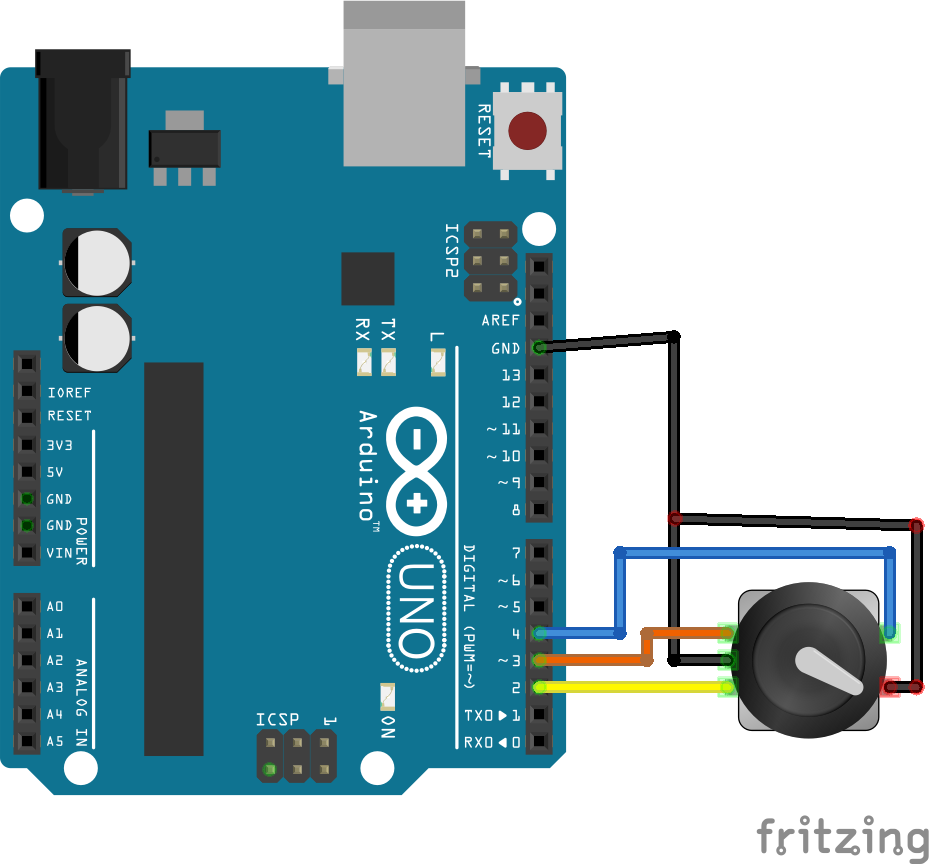 RESET
ICSP2
AREF
GND
13
12
~11
~10
~9
8
RX
TX
L
IOREF
RESET
3V3
5V
GND
GND
VIN
POWER
Arduino™
UNO
DIGITAL (PWM=~)
7
~6
~5
4
~3
2
TX0▶1
RX0◀0
A0
A1
A2
A3
A4
A5
ANALOG IN
ON
ICSP
1
fritzing